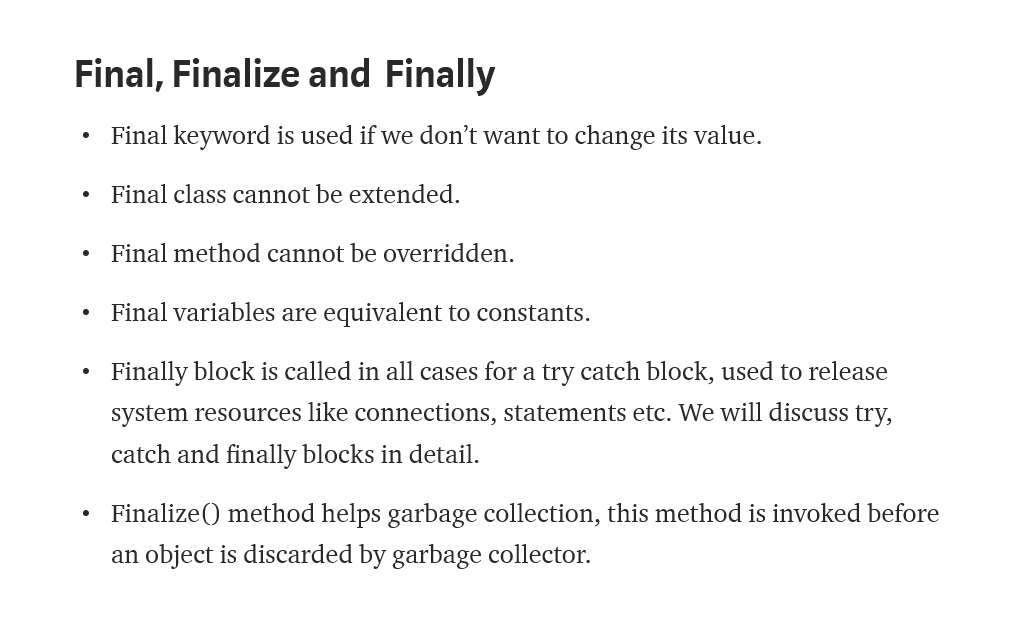 Final, Finalize and Finally
• Final keyword is used if we don’t want to change its value.
• Final class cannot be extended.
• Final method cannot be overridden.
• Final variables are equivalent to constants.
• Finally block is called in all cases for a try catch block, used to release
system resources like connections, statements etc. We will discuss try,
catch and finally blocks in detail.
• Finalize() method helps garbage collection, this method is invoked before
an object is discarded by garbage collector.